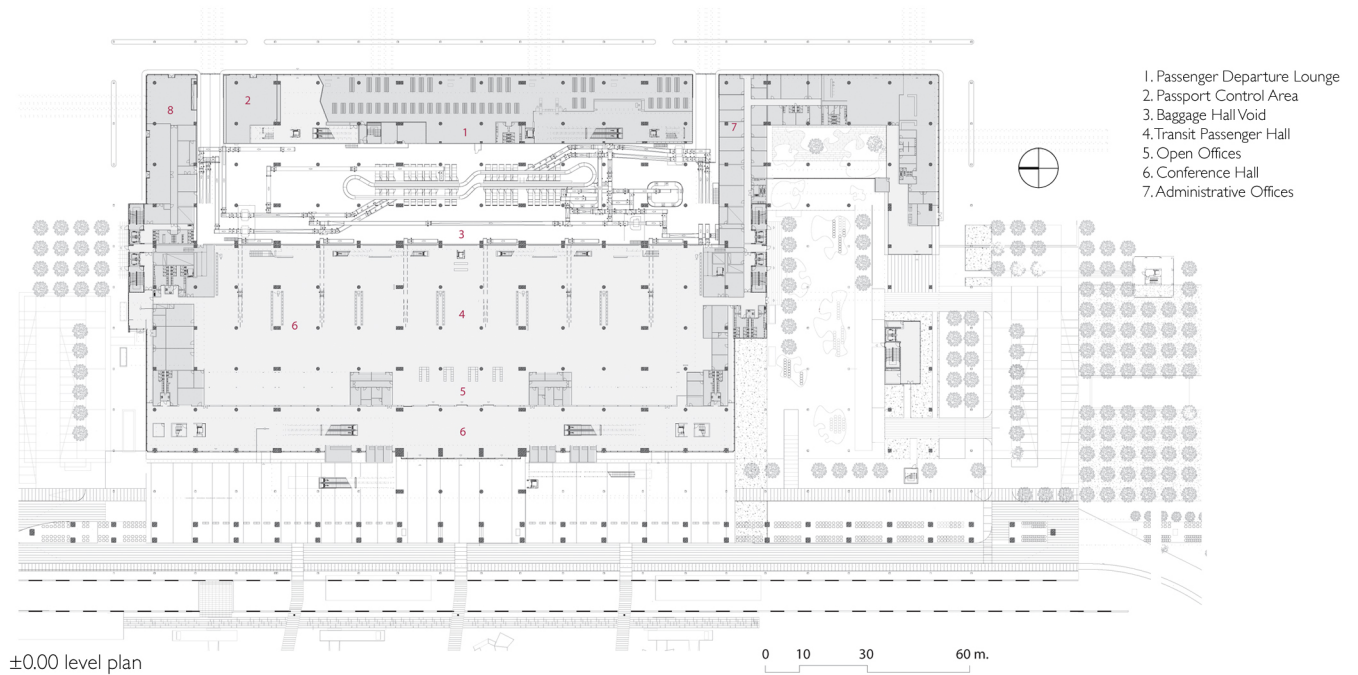 1. Passenger Departure Lounge
2. Passport Control Area
3. Baggage Hall Void
4. Transit Passenger Hall
5. Open Offices
6. Conference Hall
7. Administrative Offices
8
2
7
1
3
6
4
5
6
±0.00 level plan
0 10 30 60 m.